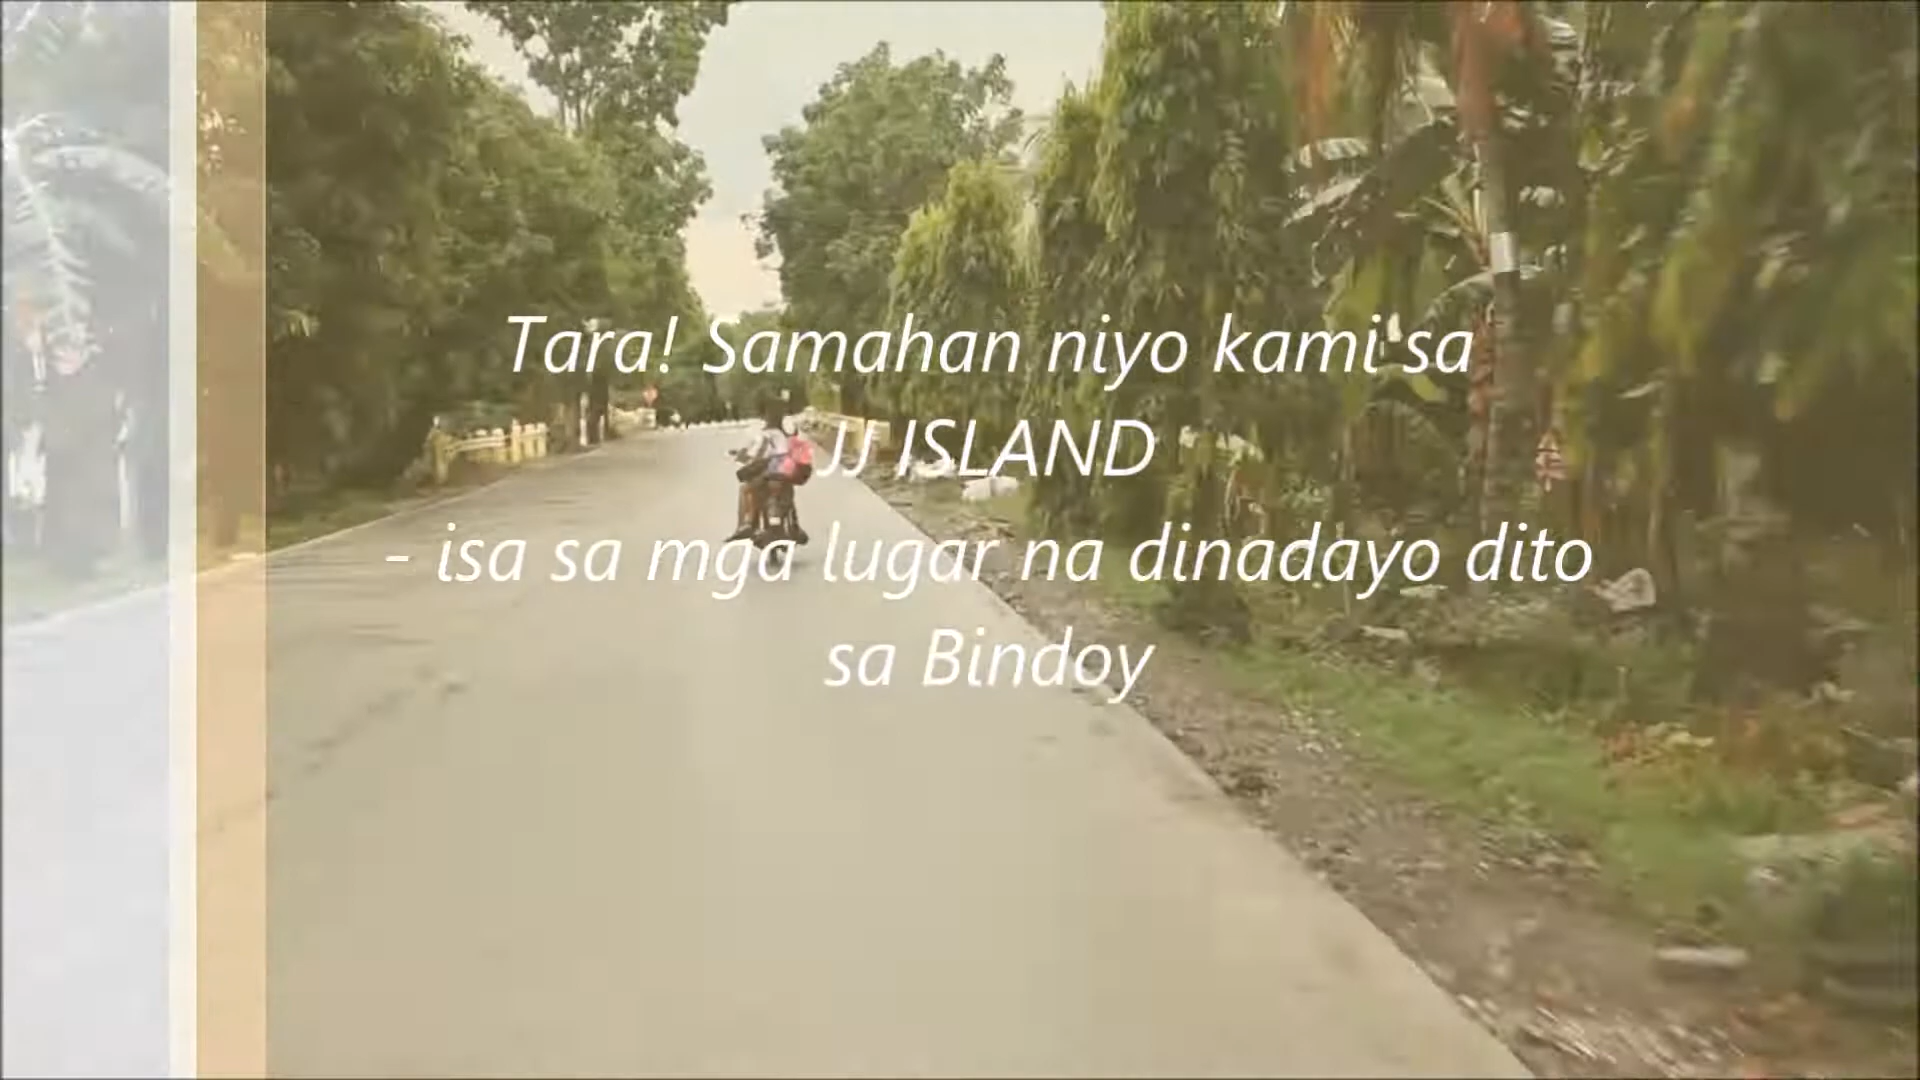 Tara! Samahan niyo kami sa
JJ ISLAND
- isa sa mga lugar na dinadayo dito
sa Bindoy